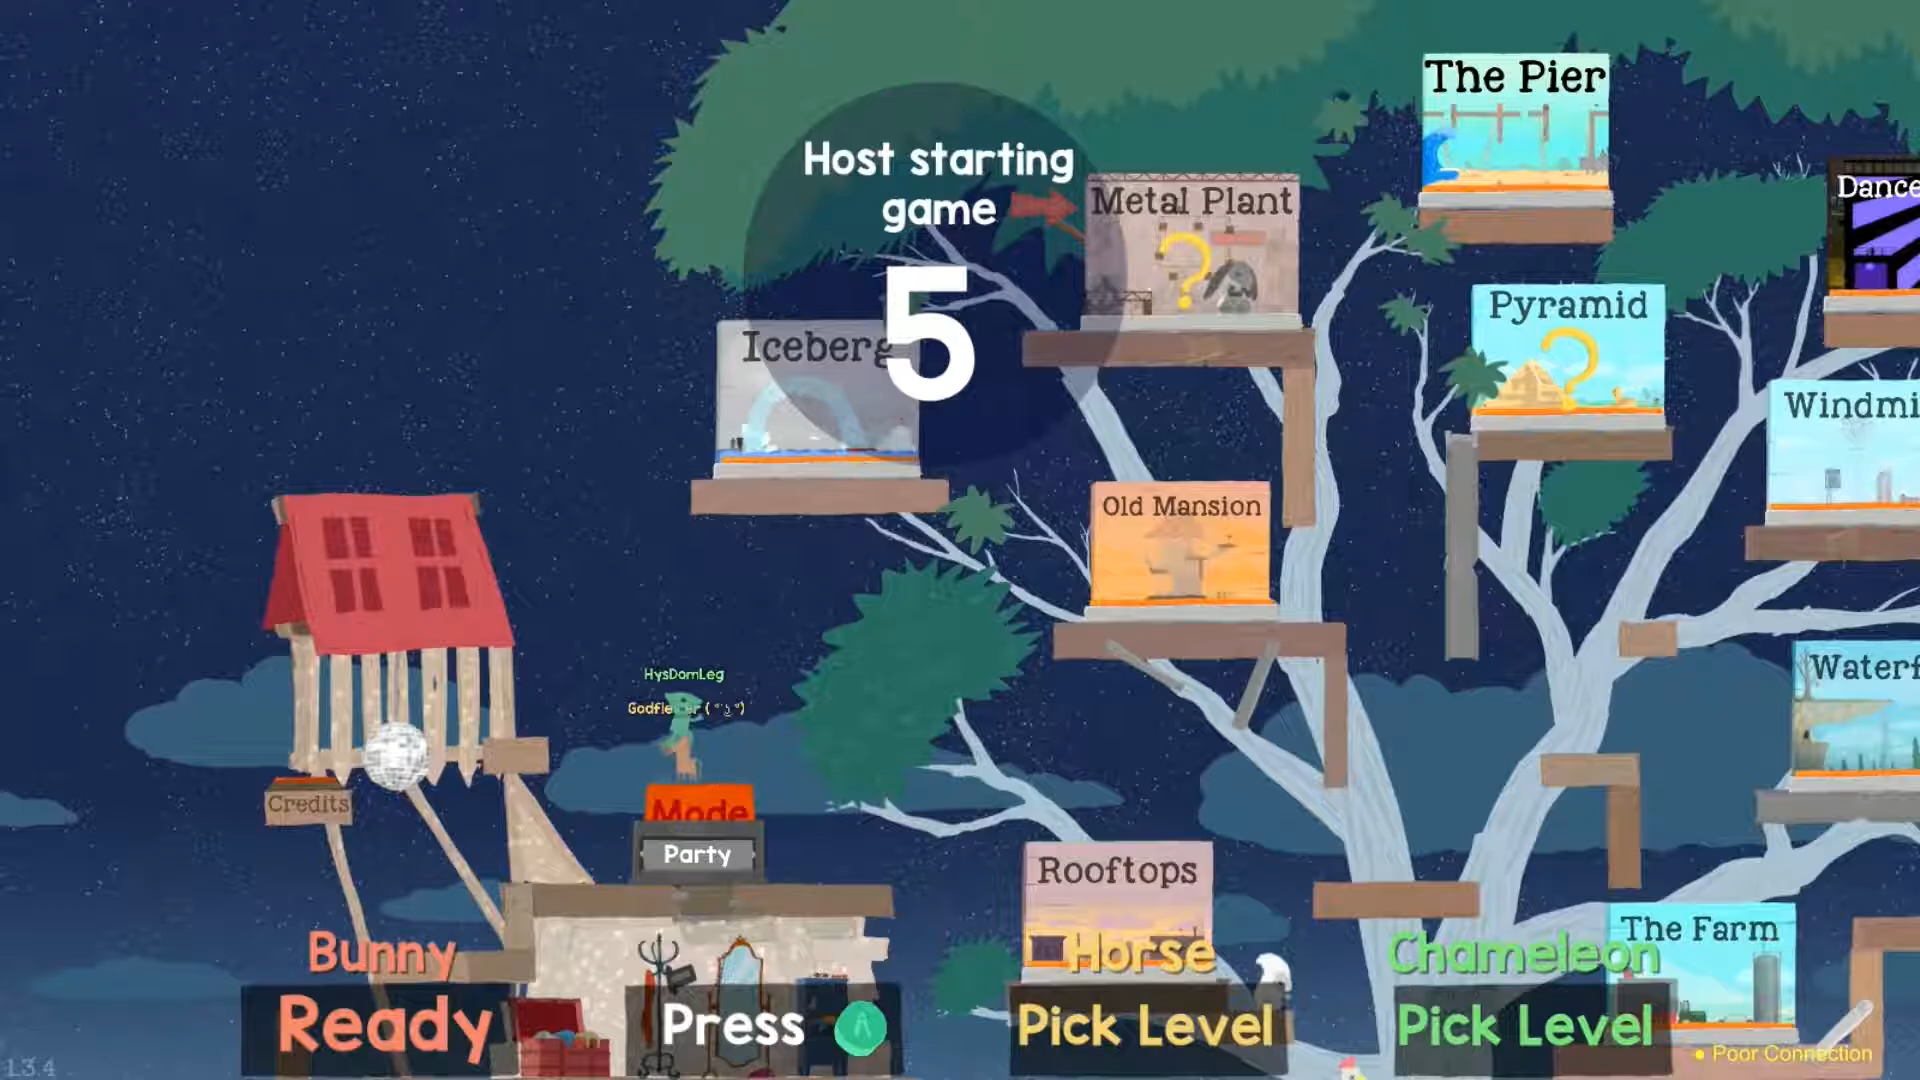 The Pier
Host starting
game
5
Metal Plant
?
Dance
Pyramid
?
Iceberg
Windmi
Old Mansion
Waterf
HysDomLeg
Credits
Mode
Party
Rooftops
The Farm
Bunny
Ready
Press A
Horse
Pick Level
Chameleon
Pick Level
Poor Connection
1.3.4